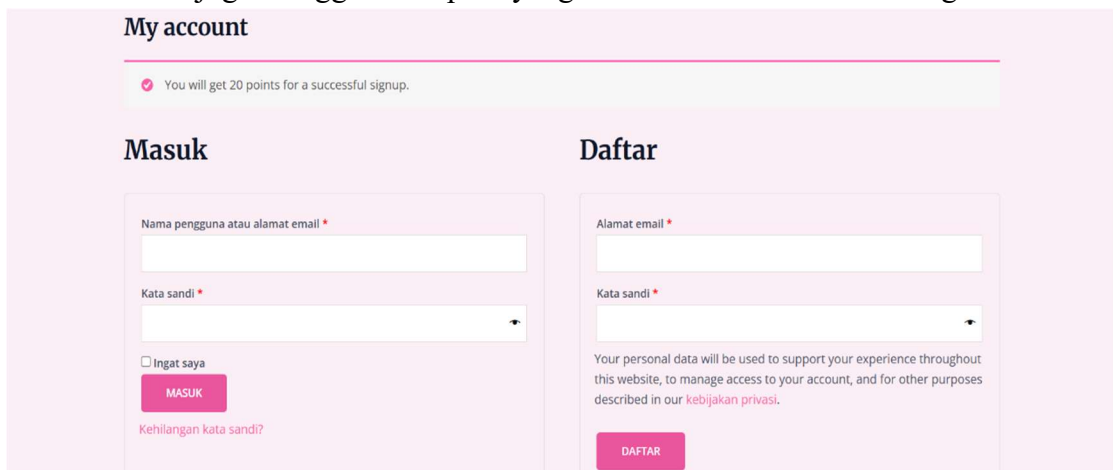 My account
You will get 20 points for a successful signup.
Masuk
Nama pengguna atau alamat email *
Kata sandi *
Ingat saya
MASUK
Kehilangan kata sandi?
Daftar
Alamat email *
Kata sandi *
Your personal data will be used to support your experience throughout
this website, to manage access to your account, and for other purposes
described in our kebijakan privasi.
DAFTAR